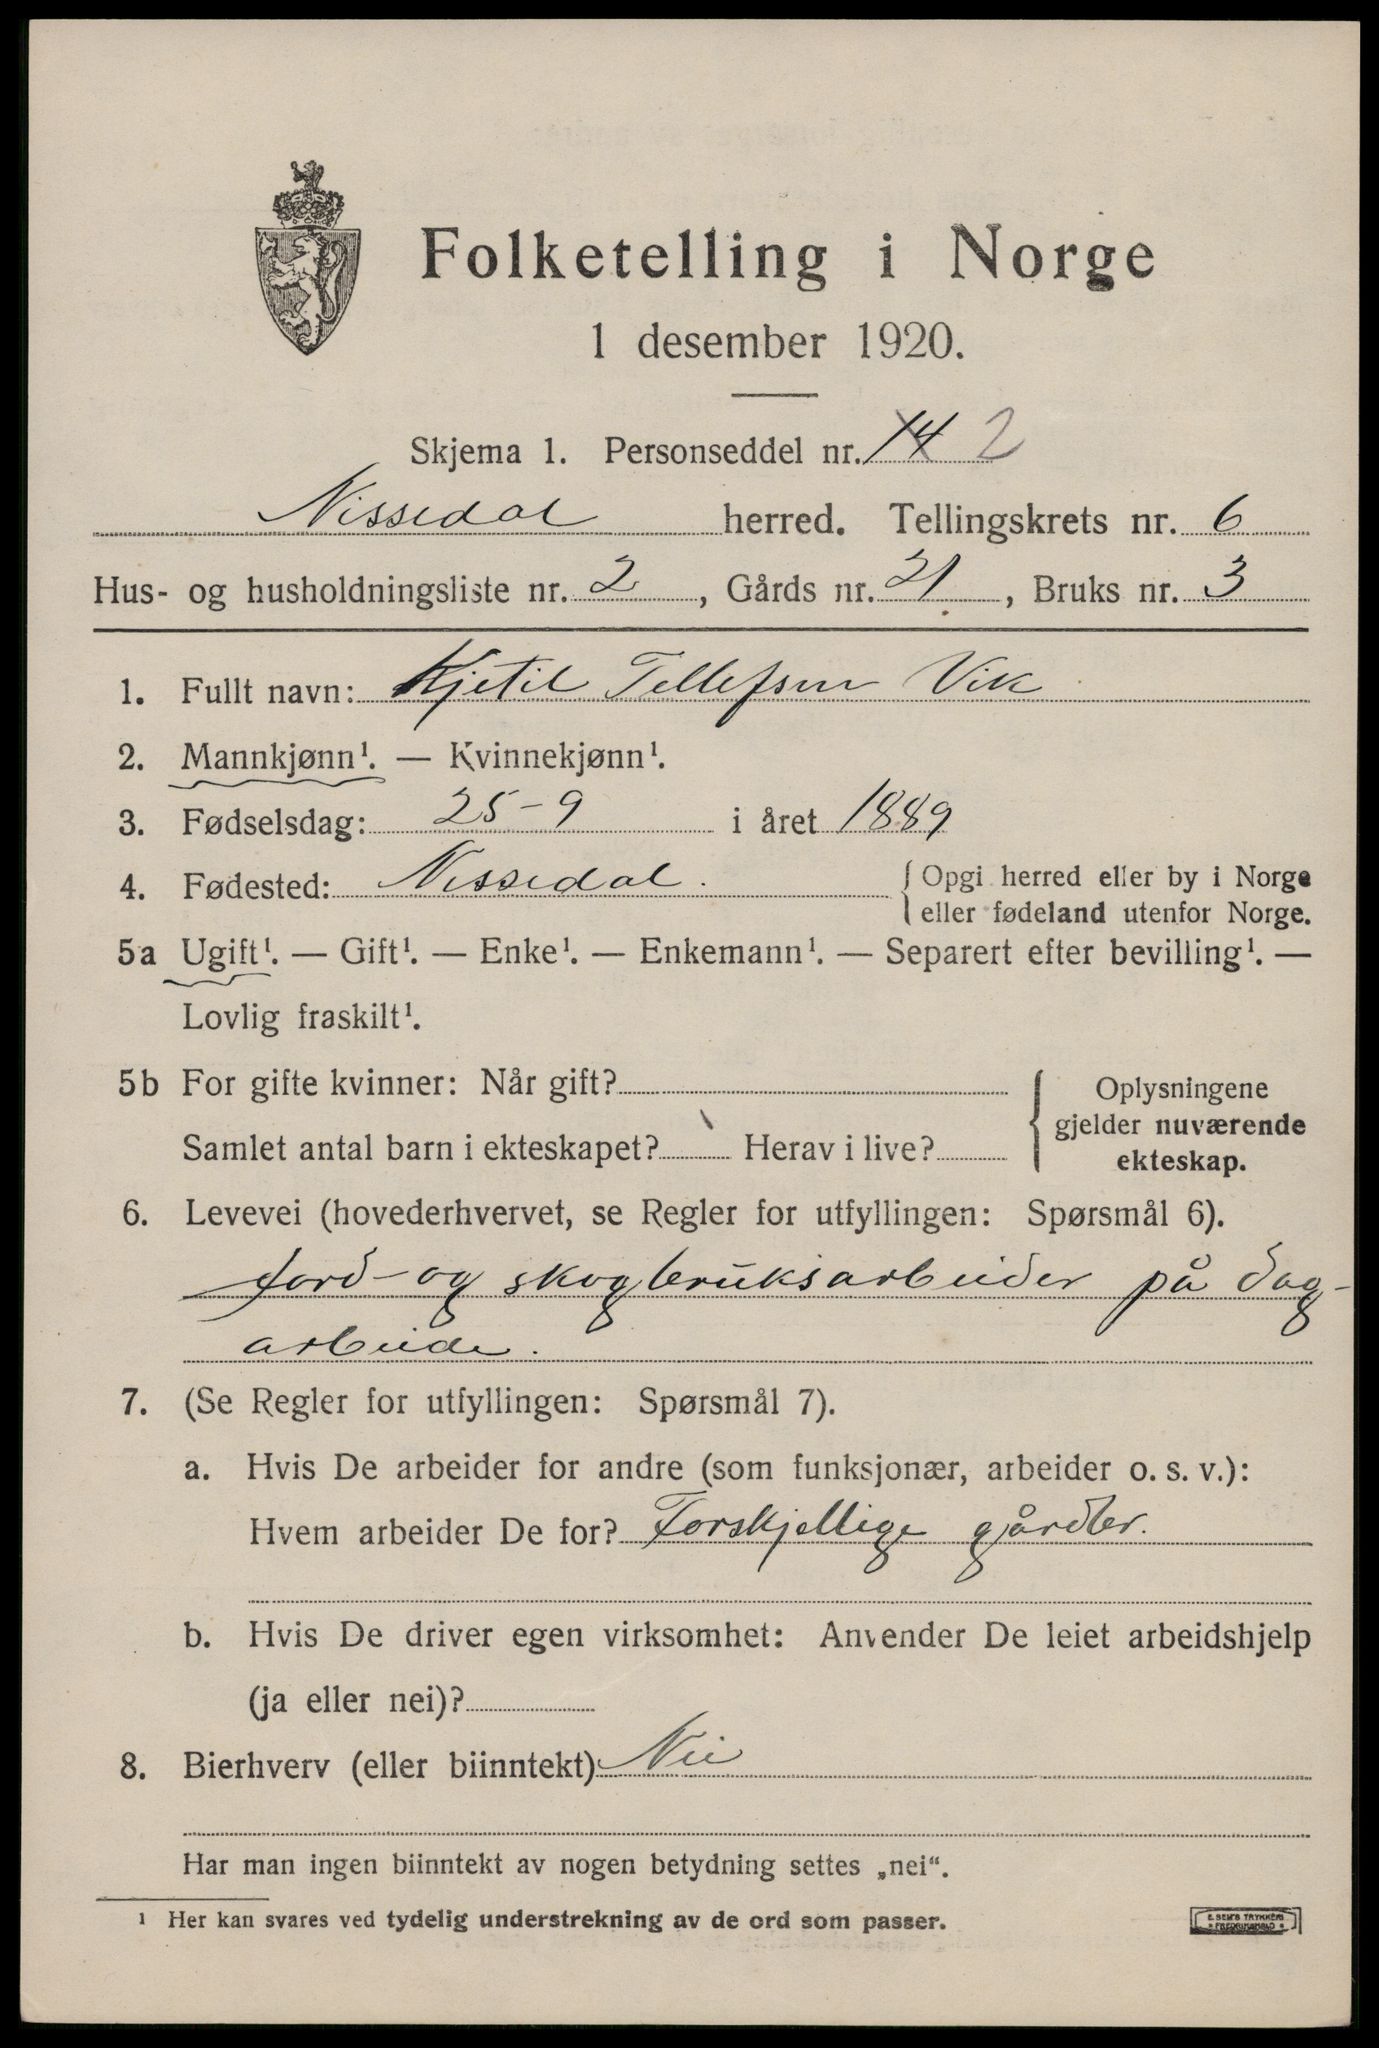 Folketelling i Norge
1 desember 1920.
Skjema 1. Personseddel nr. 14 2
Nissedal herred. Tellingskrets nr. 6
Hus- og husholdningsliste nr. 2, Gårds nr. 21, Bruks nr. 3
1. Fullt navn: Kjetil Tellefsen Vik
2. Mannkjønn¹. — Kvinnekjønn¹.
3. Fødselsdag: 25-9 i året 1889
4. Fødested: Nissedal. { Opgi herred eller by i Norge
eller fødeland utenfor Norge.
5a Ugift¹. — Gift¹. — Enke¹. — Enkemann¹. — Separert efter bevilling¹. —
Lovlig fraskilt¹.
5b For gifte kvinner: Når gift? { Oplysningene
gjelder nuværende
Samlet antal barn i ekteskapet? Herav i live?
ekteskap.
6. Levevei (hovederhvervet, se Regler for utfyllingen: Spørsmål 6).
Jord- og skogbruksarbeider på dag-
arbeide.
7. (Se Regler for utfyllingen: Spørsmål 7).
a. Hvis De arbeider for andre (som funksjonær, arbeider o. s. v.):
Hvem arbeider De for? Forskjellige gårdbr.
b. Hvis De driver egen virksomhet: Anvender De leiet arbeidshjelp
(ja eller nei)?
8. Bierhverv (eller biinntekt) Nei
Har man ingen biinntekt av nogen betydning settes „nei“.
¹ Her kan svares ved tydelig understrekning av de ord som passer.
E. SEM'S TRYKKERI
* FREDRIKSHALD *